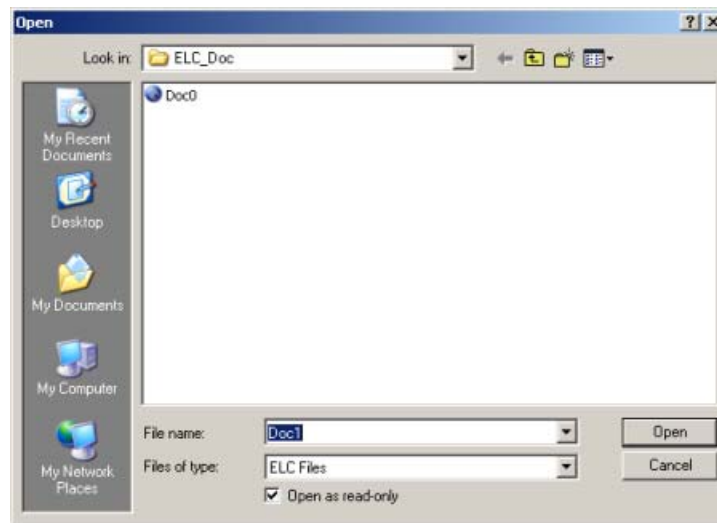 Open
Look in:
ELC_Doc
Doc0
My Recent
Documents
Desktop
My Documents
My Computer
My Network
Places
File name:
Doc1
Open
Files of type:
ELC Files
Cancel
Open as read-only